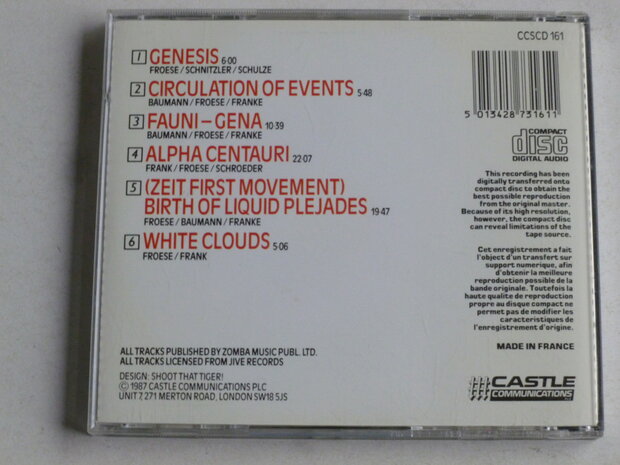 1 GENESIS 6·00
FROESE / SCHNITZLER / SCHULZE
2 CIRCULATION OF EVENTS 5·48
BAUMANN / FROESE / FRANKE
3 FAUNI – GENA 10·39
BAUMANN / FROESE / FRANKE
4 ALPHA CENTAURI 22·07
FRANK / FROESE / SCHROEDER
5 (ZEIT FIRST MOVEMENT)
BIRTH OF LIQUID PLEJADES 19·47
FROESE / BAUMANN / FRANKE
6 WHITE CLOUDS 5·06
FROESE / FRANK
ALL TRACKS PUBLISHED BY ZOMBA MUSIC PUBL. LTD.
ALL TRACKS LICENSED FROM JIVE RECORDS
DESIGN: SHOOT THAT TIGER!
© 1987 CASTLE COMMUNICATIONS PLC
UNIT 7, 271 MERTON ROAD, LONDON SW18 5JS
CCSCD 161
5 013428 731611
COMPACT
disc
DIGITAL AUDIO
This recording has been
digitally transferred onto
compact disc to obtain the
best possible reproduction
from the original master.
Because of its high resolution,
however, the compact disc
can reveal limitations of the
tape source.
Cet enregistrement a fait
l'object d'un transfert sur
support numerique, afin
d'obtenir la meilleure
reproduction possible de la
bande originale. Toutefois la
haute qualite de reproduction
propre au disque compact ne
permet pas de modifier les
caracteristiques de
l'enregistrement d'origine.
MADE IN FRANCE
CASTLE
COMMUNICATIONS